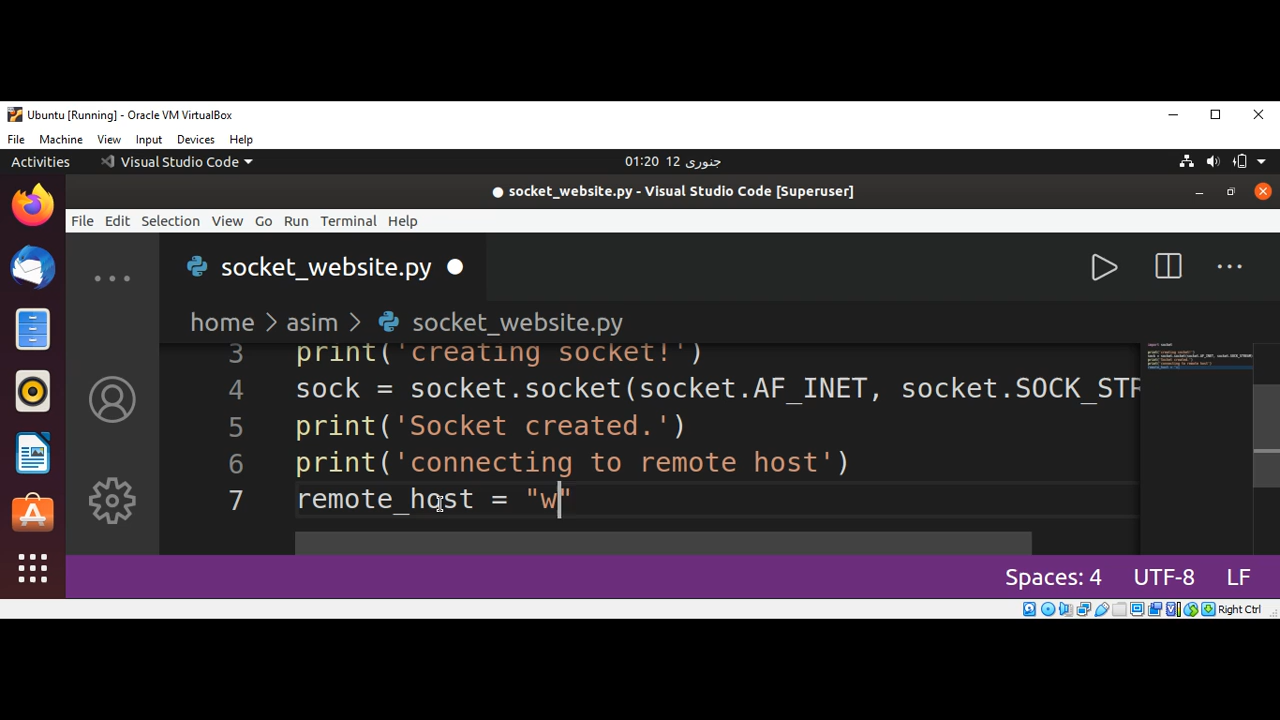 Ubuntu [Running] - Oracle VM VirtualBox
File Machine View Input Devices Help
Activities Visual Studio Code 01:20 12 جنوری
● socket_website.py - Visual Studio Code [Superuser]
File Edit Selection View Go Run Terminal Help
socket_website.py
home > asim > socket_website.py
3 print('creating socket!')
4 sock = socket.socket(socket.AF_INET, socket.SOCK_STR
5 print('Socket created.')
6 print('connecting to remote host')
7 remote_host = "w"
Spaces: 4 UTF-8 LF
Right Ctrl